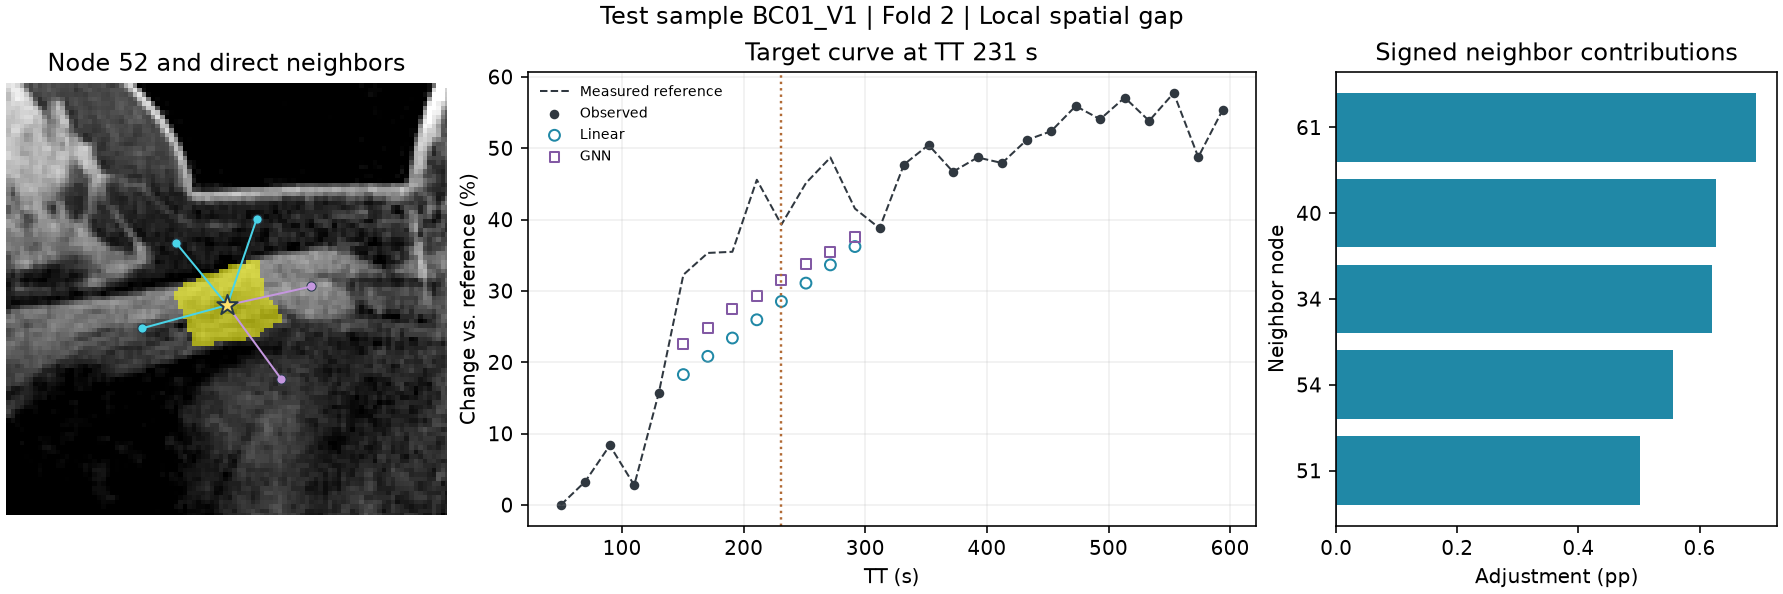 Test sample BC01_V1 | Fold 2 | Local spatial gap
Node 52 and direct neighbors
Target curve at TT 231 s
Measured reference
Observed
Linear
GNN
Change vs. reference (%)
60
50
40
30
20
10
0
100 200 300 400 500 600
TT (s)
Signed neighbor contributions
Neighbor node
61
40
34
54
51
0.0 0.2 0.4 0.6
Adjustment (pp)